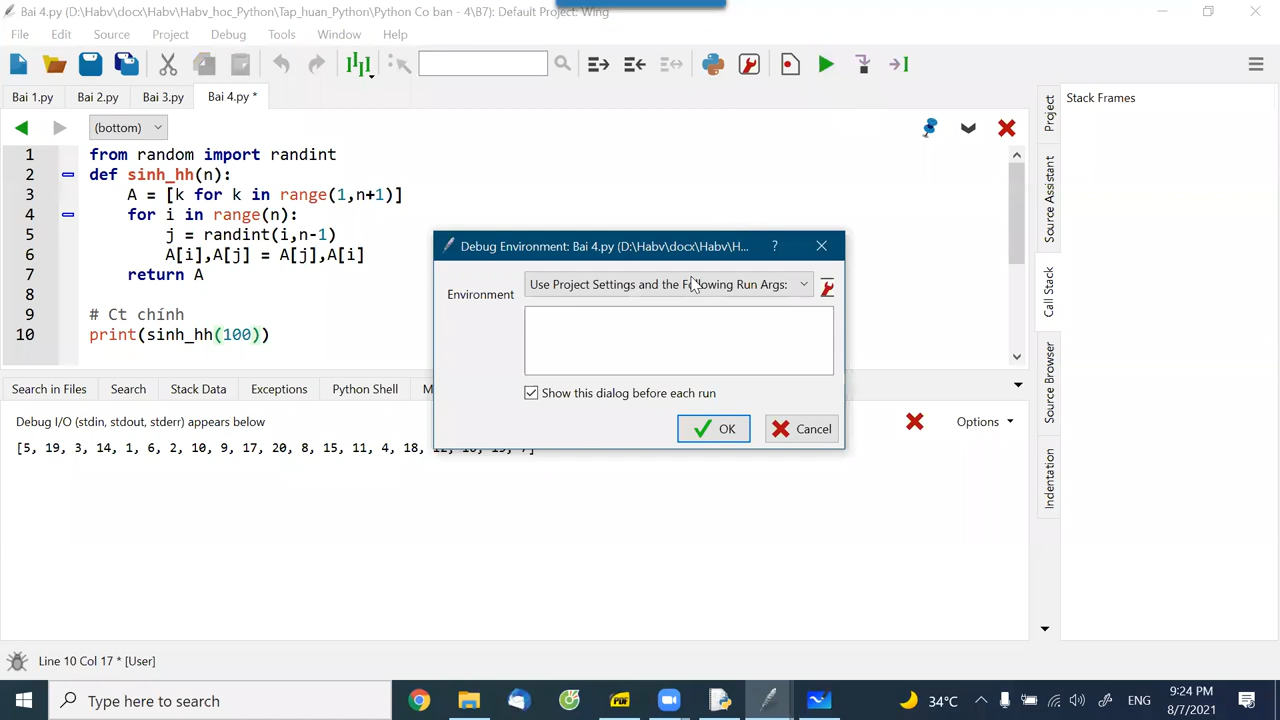 Bai 4.py (D:\Habv\docx\Habv\Habv_hoc_Python\Tap_huan_Python\Python Co ban - 4\B7): Default Project: Wing
File Edit Source Project Debug Tools Window Help
Bai 1.py Bai 2.py Bai 3.py Bai 4.py *
(bottom)
1 from random import randint
2 def sinh_hh(n):
3 A = [k for k in range(1,n+1)]
4 for i in range(n):
5 j = randint(i,n-1)
6 A[i],A[j] = A[j],A[i]
7 return A
8
9 # Ct chính
10 print(sinh_hh(100))
Debug Environment: Bai 4.py (D:\Habv\docx\Habv\H... ?
Environment
Use Project Settings and the Following Run Args:
Show this dialog before each run
OK Cancel
Search in Files Search Stack Data Exceptions Python Shell M
Debug I/O (stdin, stdout, stderr) appears below
Options
[5, 19, 3, 14, 1, 6, 2, 10, 9, 17, 20, 8, 15, 11, 4, 18,
Stack Frames
Project
Source Assistant
Call Stack
Source Browser
Indentation
Line 10 Col 17 * [User]
Type here to search
PDF
34°C
ENG
9:24 PM
8/7/2021